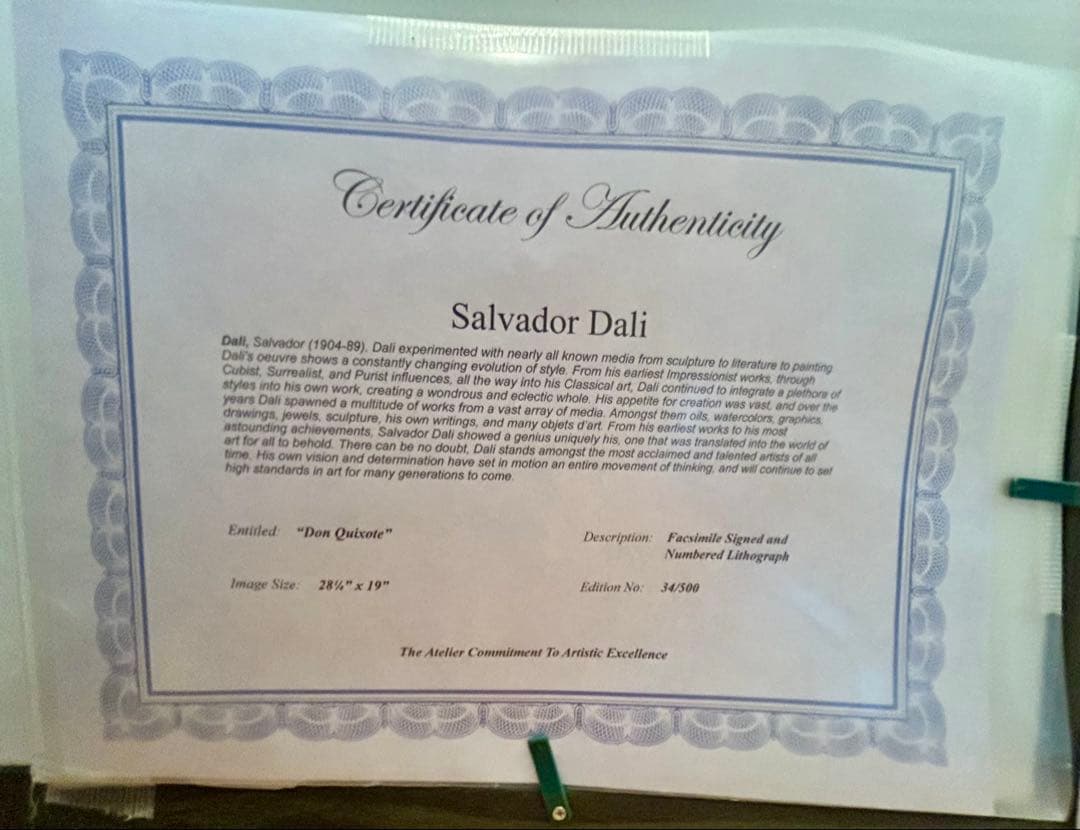 Certificate of Authenticity
Salvador Dali
Dali, Salvador (1904-89). Dali experimented with nearly all known media from sculpture to literature to painting
Dali's oeuvre shows a constantly changing evolution of style. From his earliest Impressionist works, through
Cubist, Surrealist, and Purist influences, all the way into his Classical art, Dali continued to integrate a plethora of
styles into his own work, creating a wondrous and eclectic whole. His appetite for creation was vast, and over the
years Dali spawned a multitude of works from a vast array of media. Amongst them oils, watercolors, graphics,
drawings, jewels, sculpture, his own writings, and many objets d'art. From his earliest works to his most
astounding achievements, Salvador Dali showed a genius uniquely his, one that was translated into the world of
art for all to behold. There can be no doubt, Dali stands amongst the most acclaimed and talented artists of all
time. His own vision and determination have set in motion an entire movement of thinking, and will continue to set
high standards in art for many generations to come.
Entitled: "Don Quixote"
Description: Facsimile Signed and
Numbered Lithograph
Image Size: 28¼" x 19"
Edition No: 34/500
The Atelier Commitment To Artistic Excellence